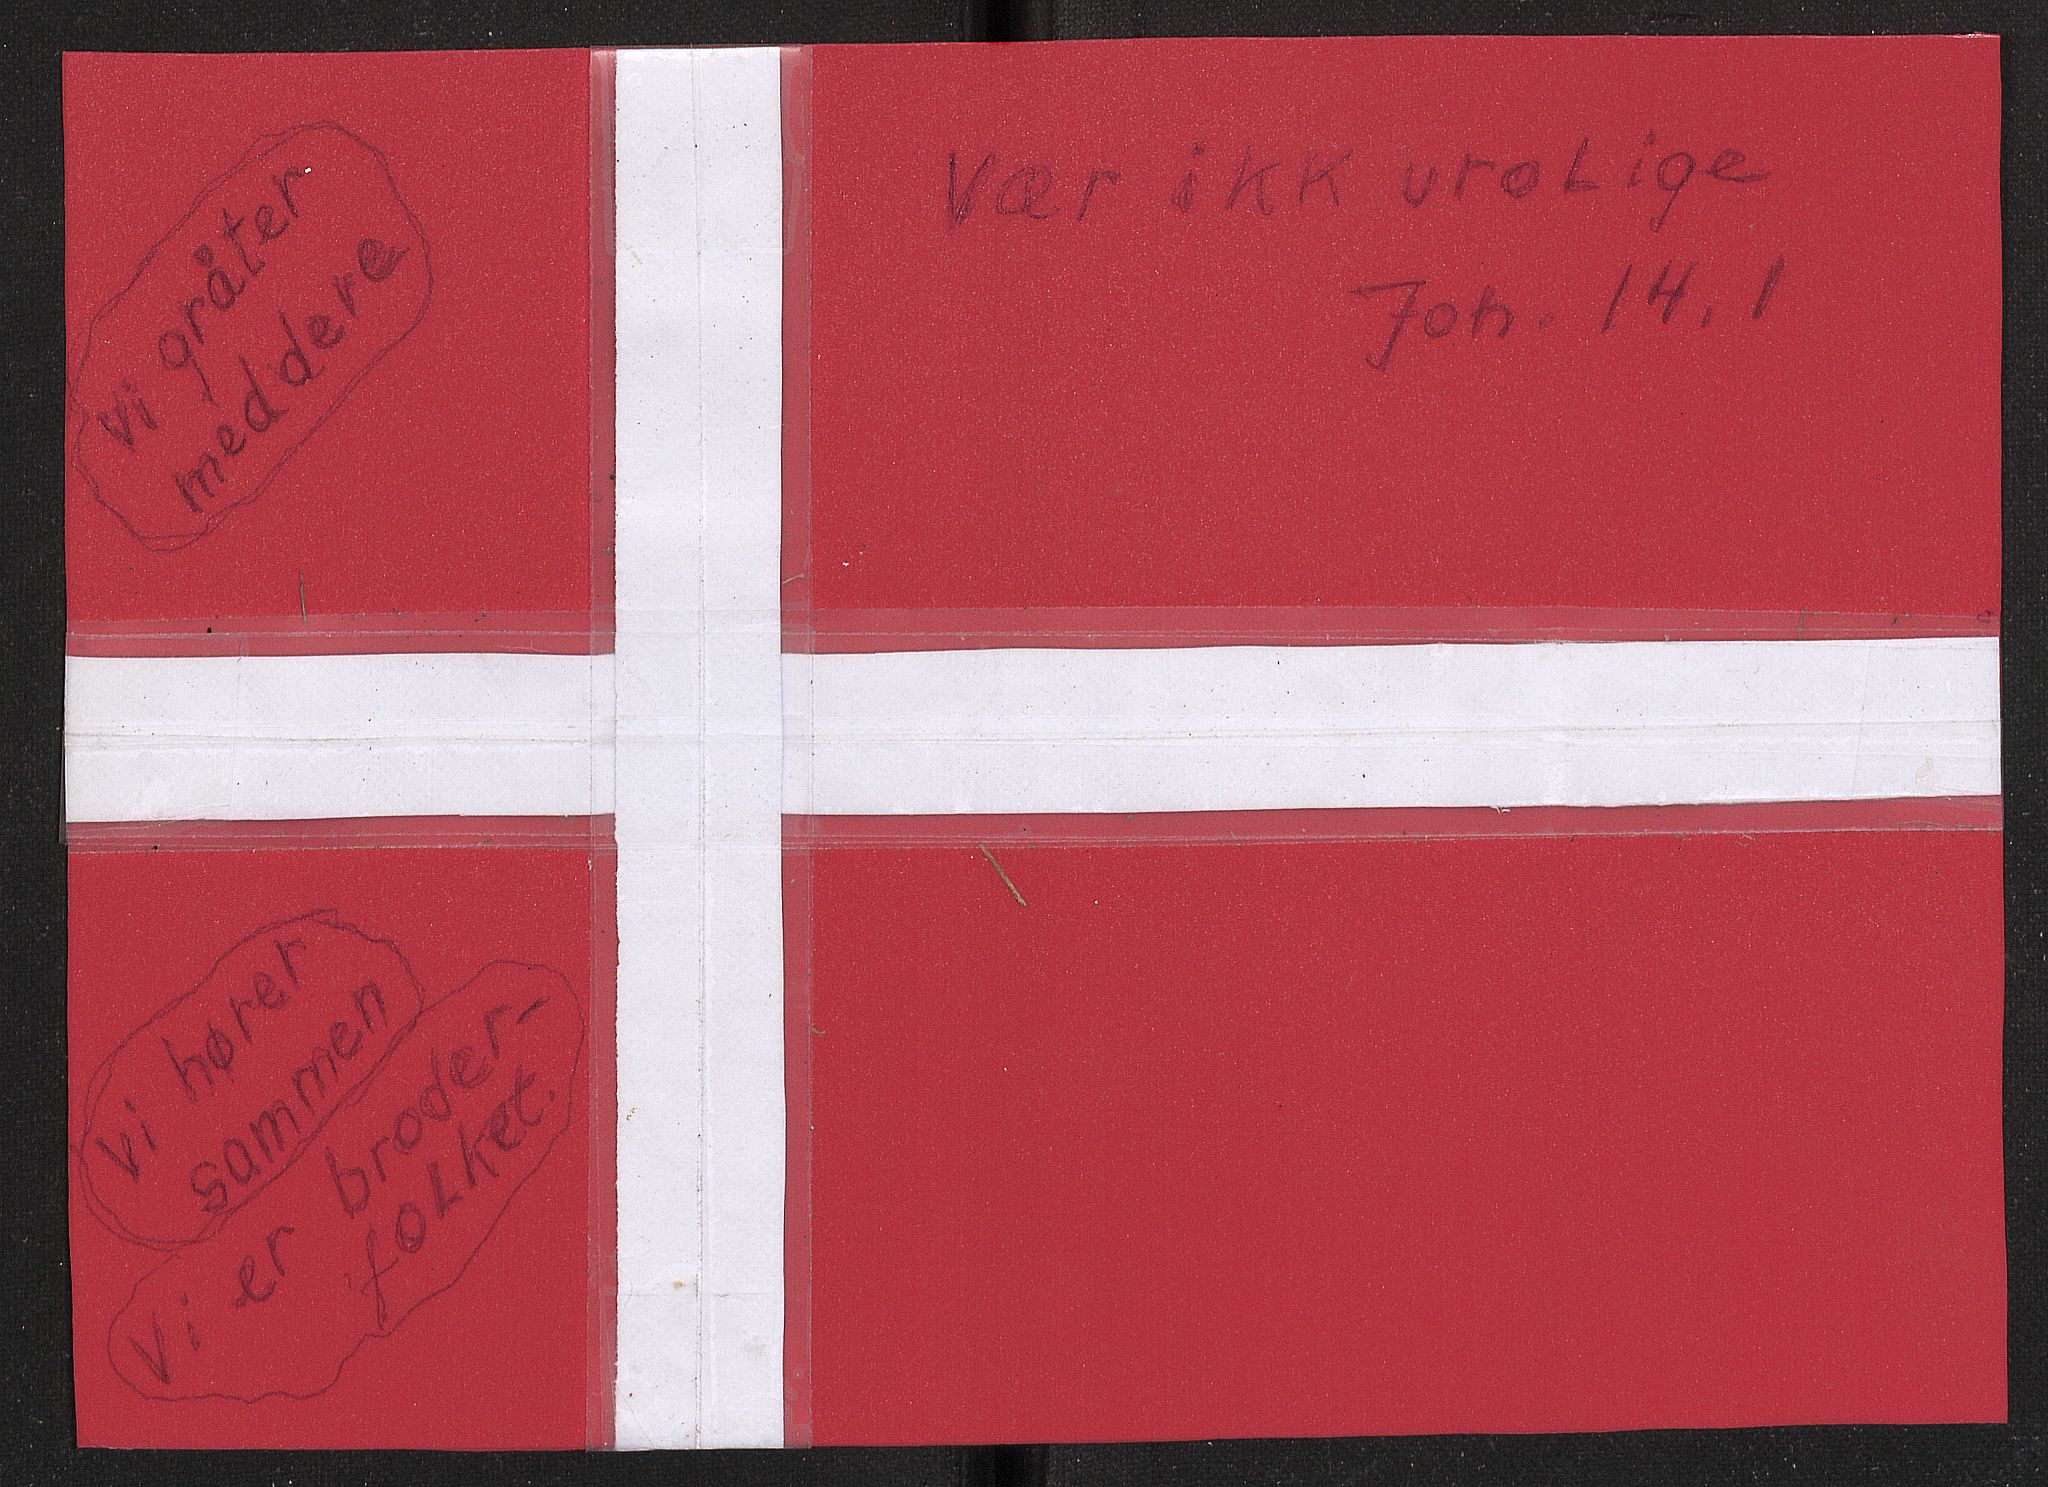 Vi gråter
meddere
Vær ikk urolige
Joh. 14,1
Vi hører
sammen
Vi er broder-
folket.